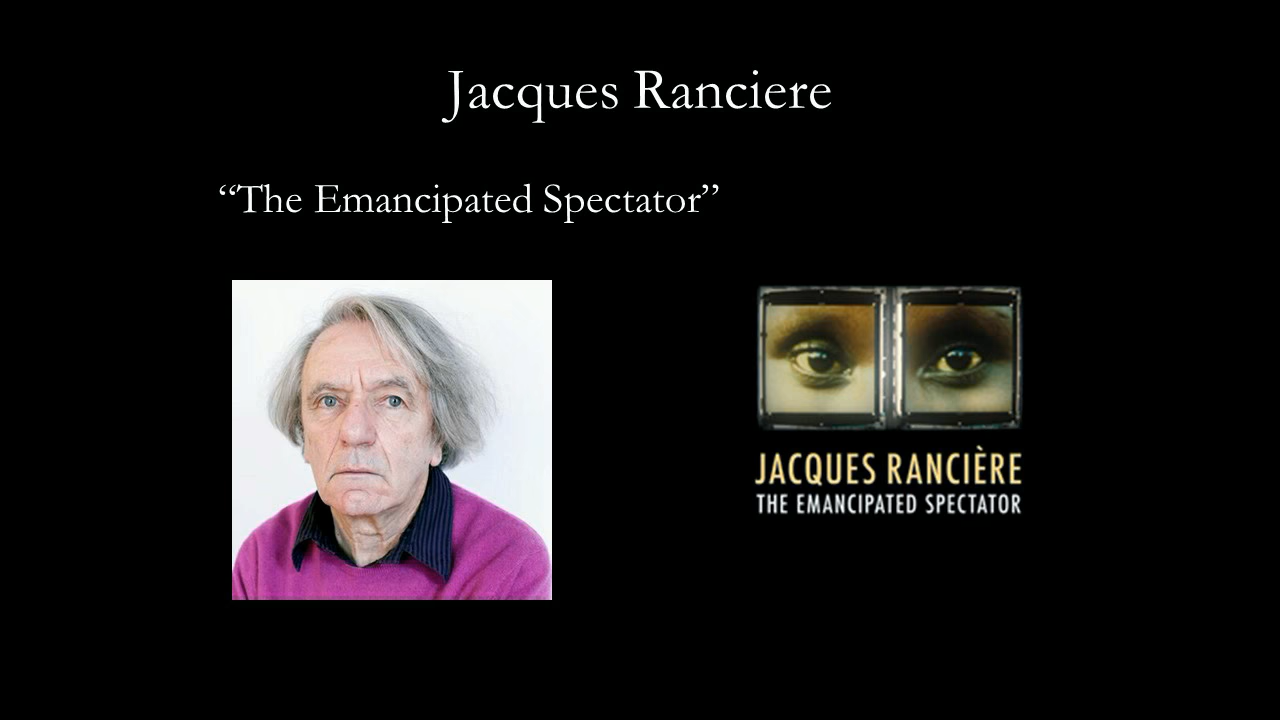 Jacques Ranciere
“The Emancipated Spectator”
JACQUES RANCIÈRE
THE EMANCIPATED SPECTATOR